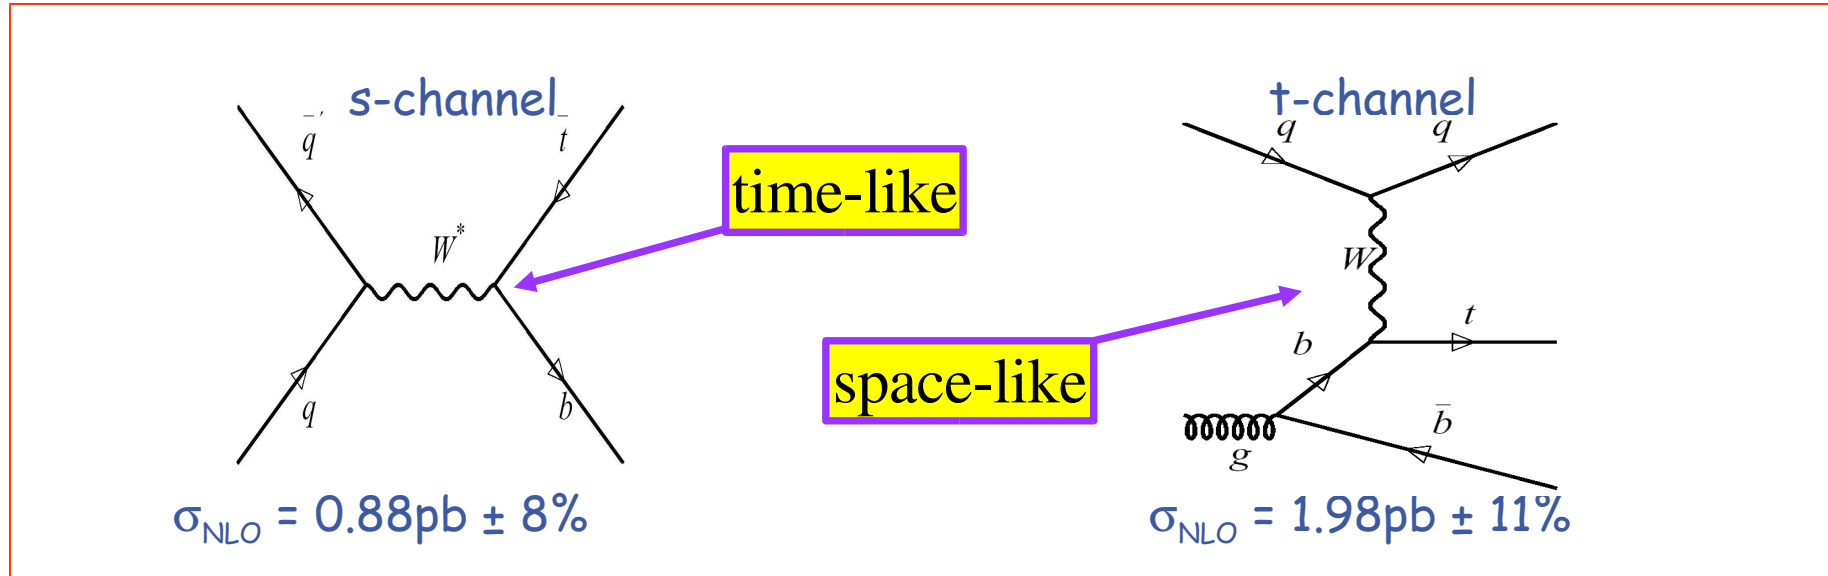 s-channel
q̄′
t̄
W*
q
b
σNLO = 0.88pb ± 8%
time-like
space-like
t-channel
q
q
W
b
t
b̄
g
σNLO = 1.98pb ± 11%